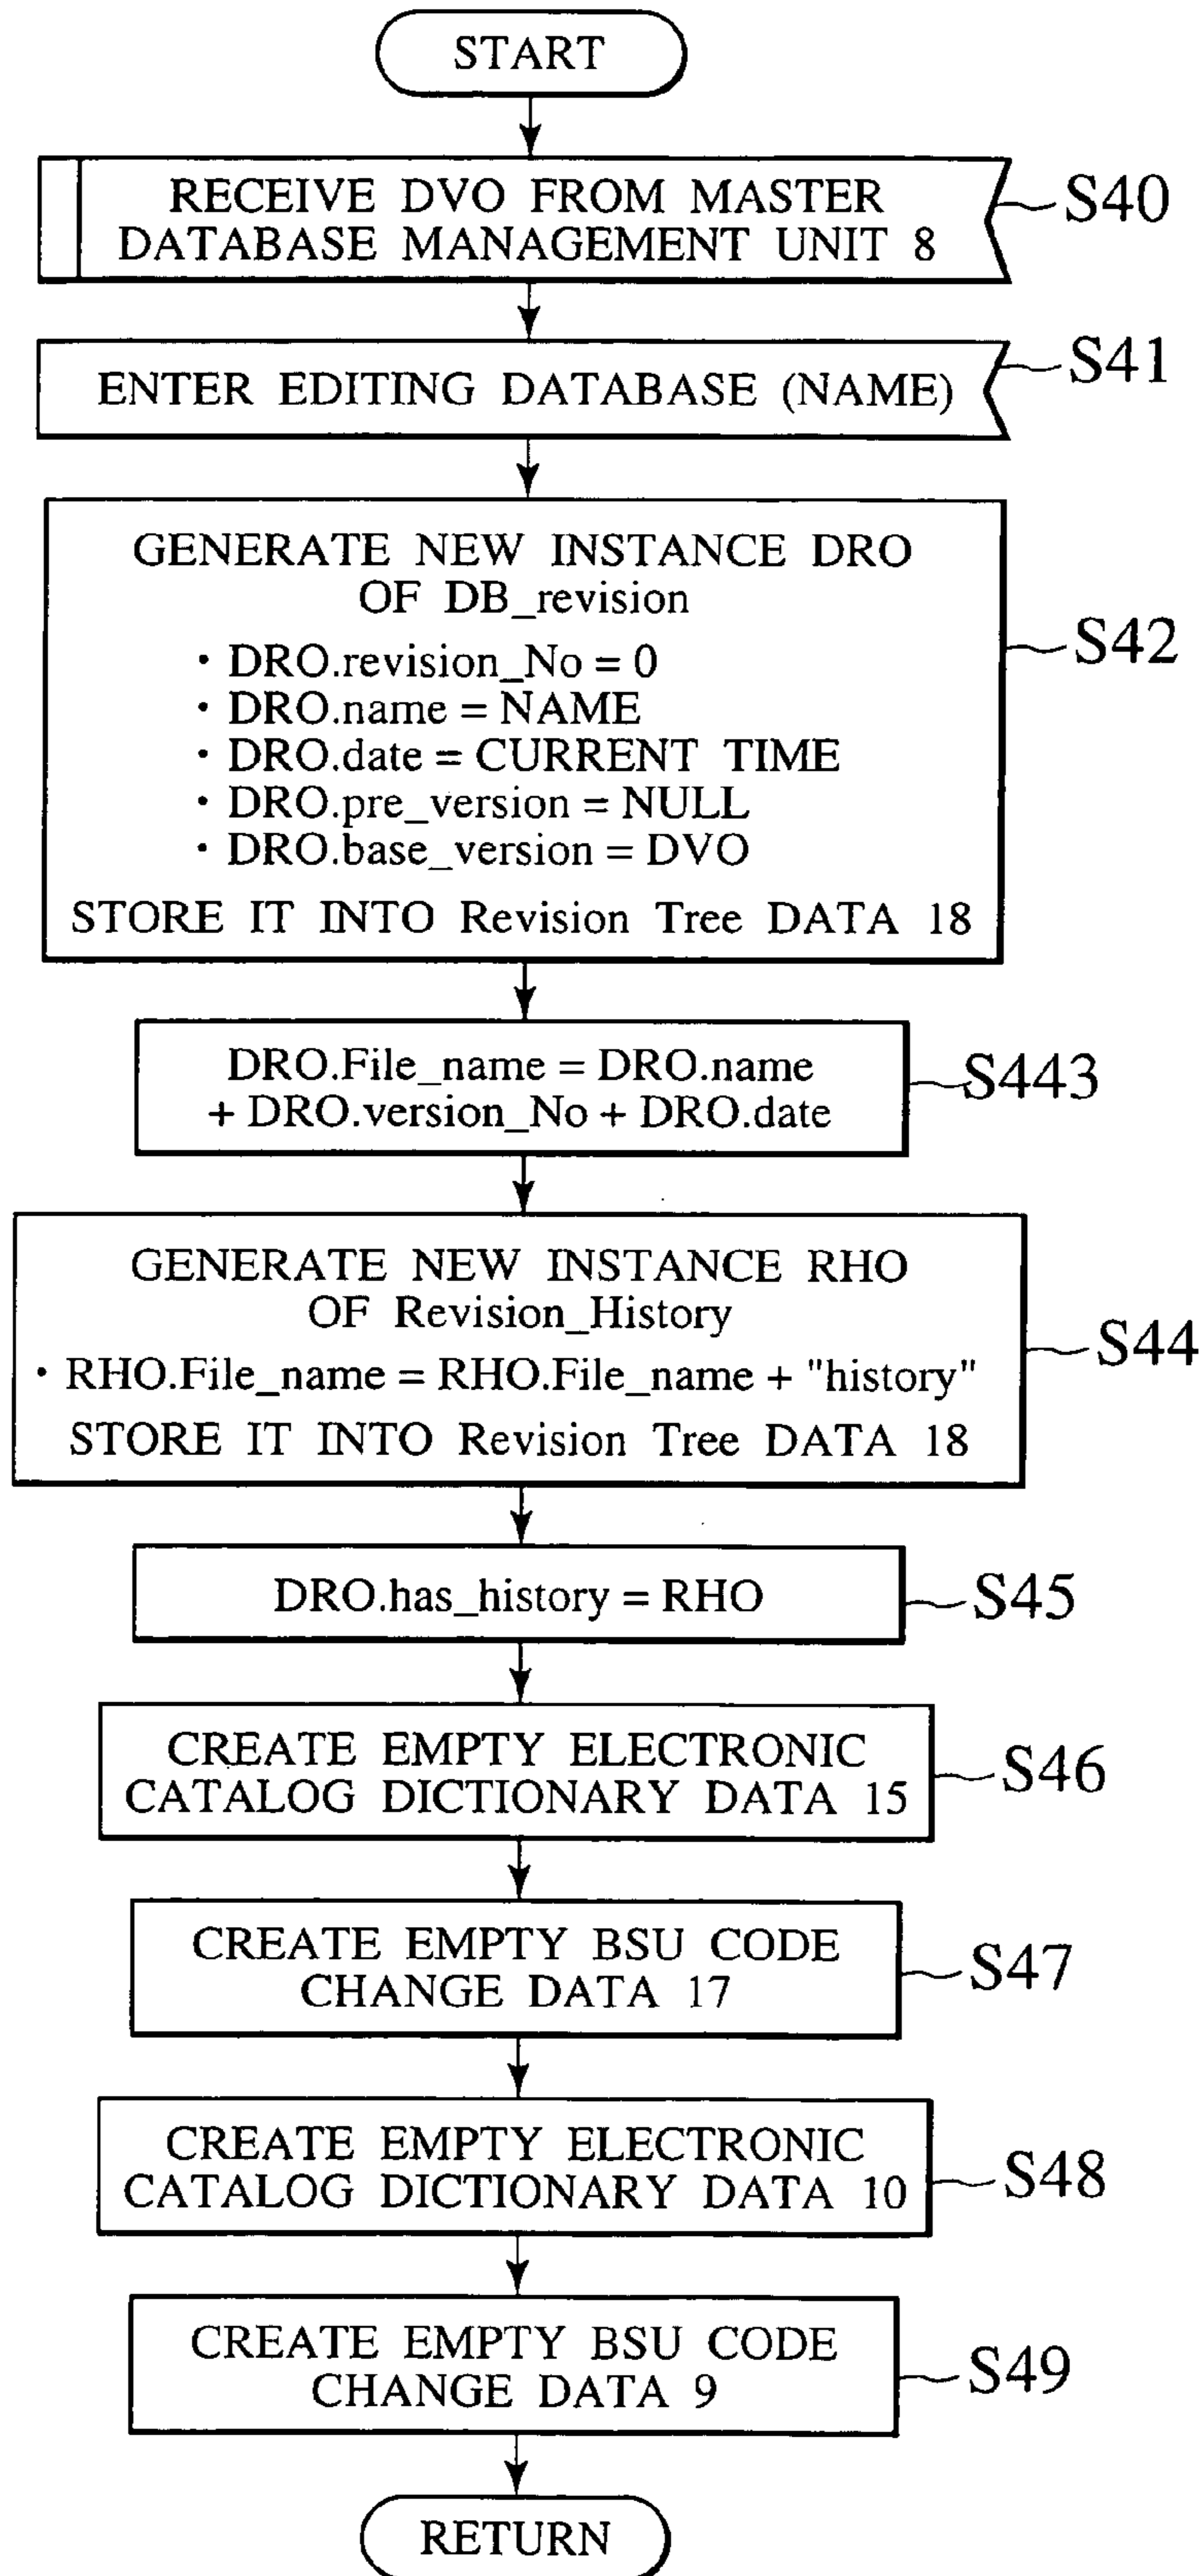 START
RECEIVE DVO FROM MASTER
DATABASE MANAGEMENT UNIT 8
S40
ENTER EDITING DATABASE (NAME)
S41
GENERATE NEW INSTANCE DRO
OF DB_revision
· DRO.revision_No = 0
· DRO.name = NAME
· DRO.date = CURRENT TIME
· DRO.pre_version = NULL
· DRO.base_version = DVO
STORE IT INTO Revision Tree DATA 18
S42
DRO.File_name = DRO.name
+ DRO.version_No + DRO.date
S443
GENERATE NEW INSTANCE RHO
OF Revision_History
· RHO.File_name = RHO.File_name + "history"
STORE IT INTO Revision Tree DATA 18
S44
DRO.has_history = RHO
S45
CREATE EMPTY ELECTRONIC
CATALOG DICTIONARY DATA 15
S46
CREATE EMPTY BSU CODE
CHANGE DATA 17
S47
CREATE EMPTY ELECTRONIC
CATALOG DICTIONARY DATA 10
S48
CREATE EMPTY BSU CODE
CHANGE DATA 9
S49
RETURN